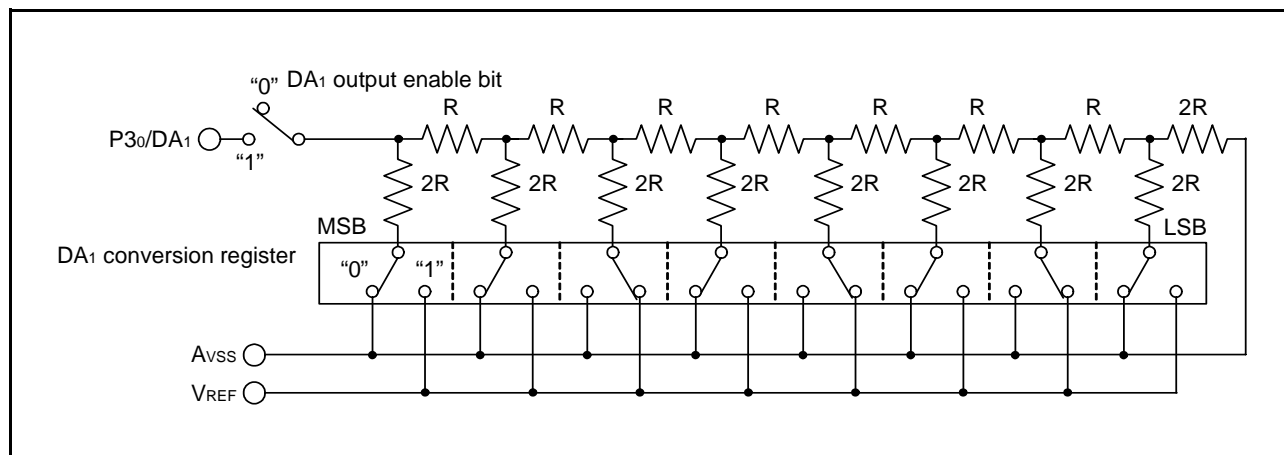 “0” DA1 output enable bit
R R R R R R R 2R
P30/DA1
“1”
2R 2R 2R 2R 2R 2R 2R 2R
MSB LSB
DA1 conversion register
“0” “1”
AVSS
VREF